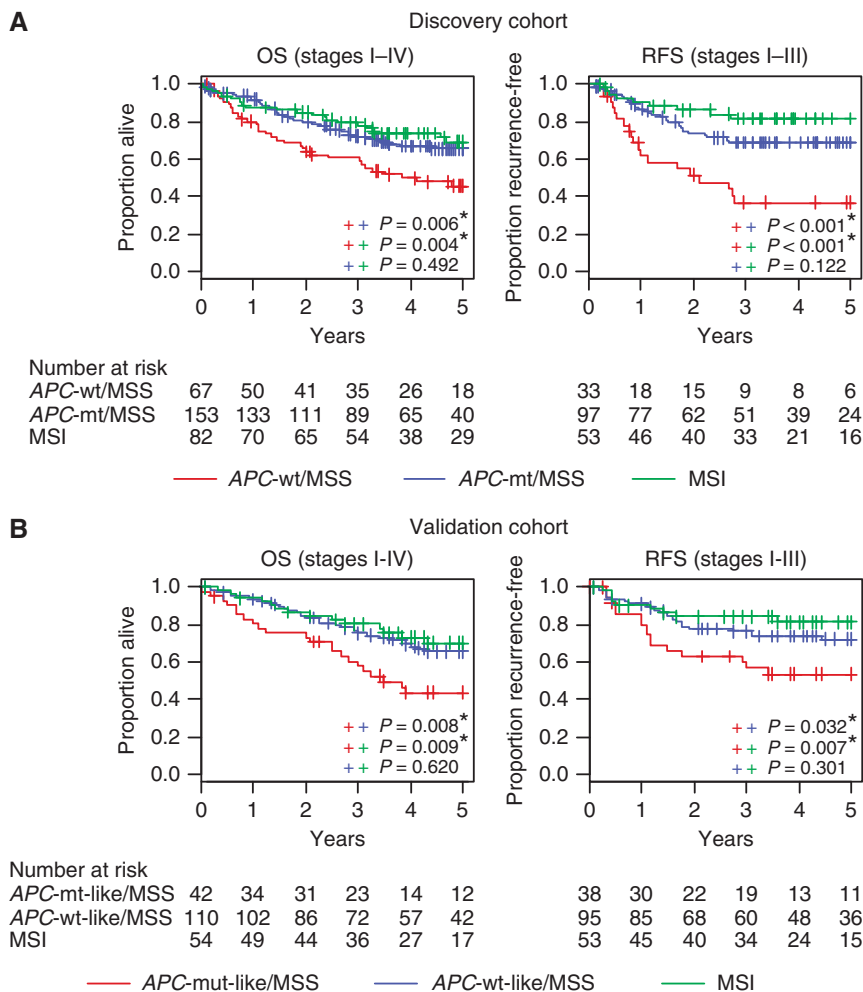 A
Discovery cohort
OS (stages I–IV)
RFS (stages I–III)
Proportion alive
1.0
0.8
0.6
0.4
0.2
0.0
++ P = 0.006*
++ P = 0.004*
++ P = 0.492
0 1 2 3 4 5
Years
Proportion recurrence-free
1.0
0.8
0.6
0.4
0.2
0.0
++ P < 0.001*
++ P < 0.001*
++ P = 0.122
0 1 2 3 4 5
Years
Number at risk
APC-wt/MSS 67 50 41 35 26 18 33 18 15 9 8 6
APC-mt/MSS 153 133 111 89 65 40 97 77 62 51 39 24
MSI 82 70 65 54 38 29 53 46 40 33 21 16
APC-wt/MSS APC-mt/MSS MSI
B
Validation cohort
OS (stages I-IV)
RFS (stages I-III)
Proportion alive
1.0
0.8
0.6
0.4
0.2
0.0
++ P = 0.008*
++ P = 0.009*
++ P = 0.620
0 1 2 3 4 5
Years
Proportion recurrence-free
1.0
0.8
0.6
0.4
0.2
0.0
++ P = 0.032*
++ P = 0.007*
++ P = 0.301
0 1 2 3 4 5
Years
Number at risk
APC-mt-like/MSS 42 34 31 23 14 12 38 30 22 19 13 11
APC-wt-like/MSS 110 102 86 72 57 42 95 85 68 60 48 36
MSI 54 49 44 36 27 17 53 45 40 34 24 15
APC-mut-like/MSS APC-wt-like/MSS MSI